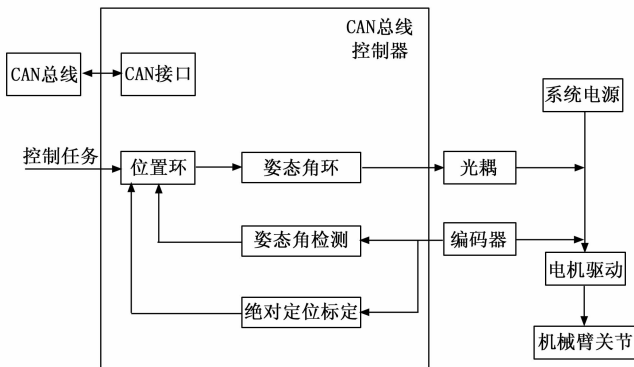 CAN总线
控制器
CAN总线
CAN接口
系统电源
控制任务
位置环
姿态角环
光耦
姿态角检测
编码器
电机驱动
绝对定位标定
机械臂关节